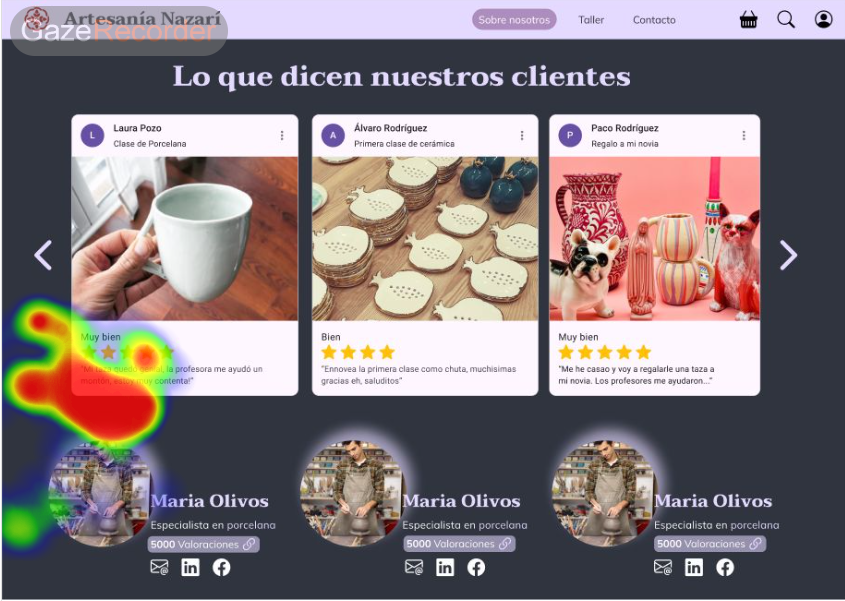 Artesanía Nazarí
GazeRecorder
Sobre nosotros
Taller
Contacto
Lo que dicen nuestros clientes
L
Laura Pozo
Clase de Porcelana
A
Álvaro Rodríguez
Primera clase de cerámica
P
Paco Rodríguez
Regalo a mi novia
Muy bien
"Mi taza quedó genial, la profesora me ayudó un
montón, estoy muy contenta!"
Bien
"Ennovea la primera clase como chuta, muchisimas
gracias eh, saluditos"
Muy bien
"Me he casao y voy a regalarle una taza a
mi novia. Los profesores me ayudaron..."
Maria Olivos
Especialista en porcelana
5000 Valoraciones
Maria Olivos
Especialista en porcelana
5000 Valoraciones
Maria Olivos
Especialista en porcelana
5000 Valoraciones